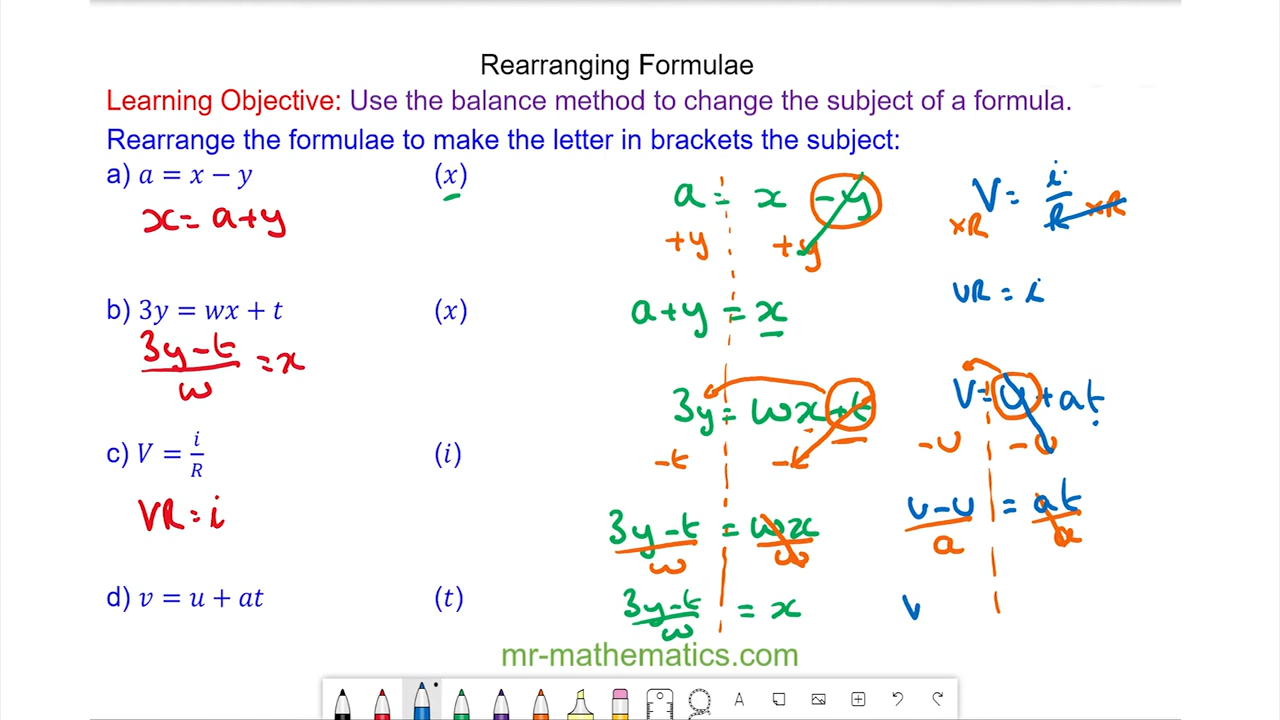 Rearranging Formulae
Learning Objective: Use the balance method to change the subject of a formula.
Rearrange the formulae to make the letter in brackets the subject:
a) a = x − y (x)
x = a + y
b) 3y = wx + t (x)
3y − t / w = x
c) V = i / R (i)
VR = i
d) v = u + at (t)
a = x − y
+y +y
a + y = x
3y = wx + t
−t −t
3y − t / w = wx / w
3y − t / w = x
V = i / R ×R
×R
VR = i
V = u + at
−u −u
v − u / a = at / a
v
mr-mathematics.com
A